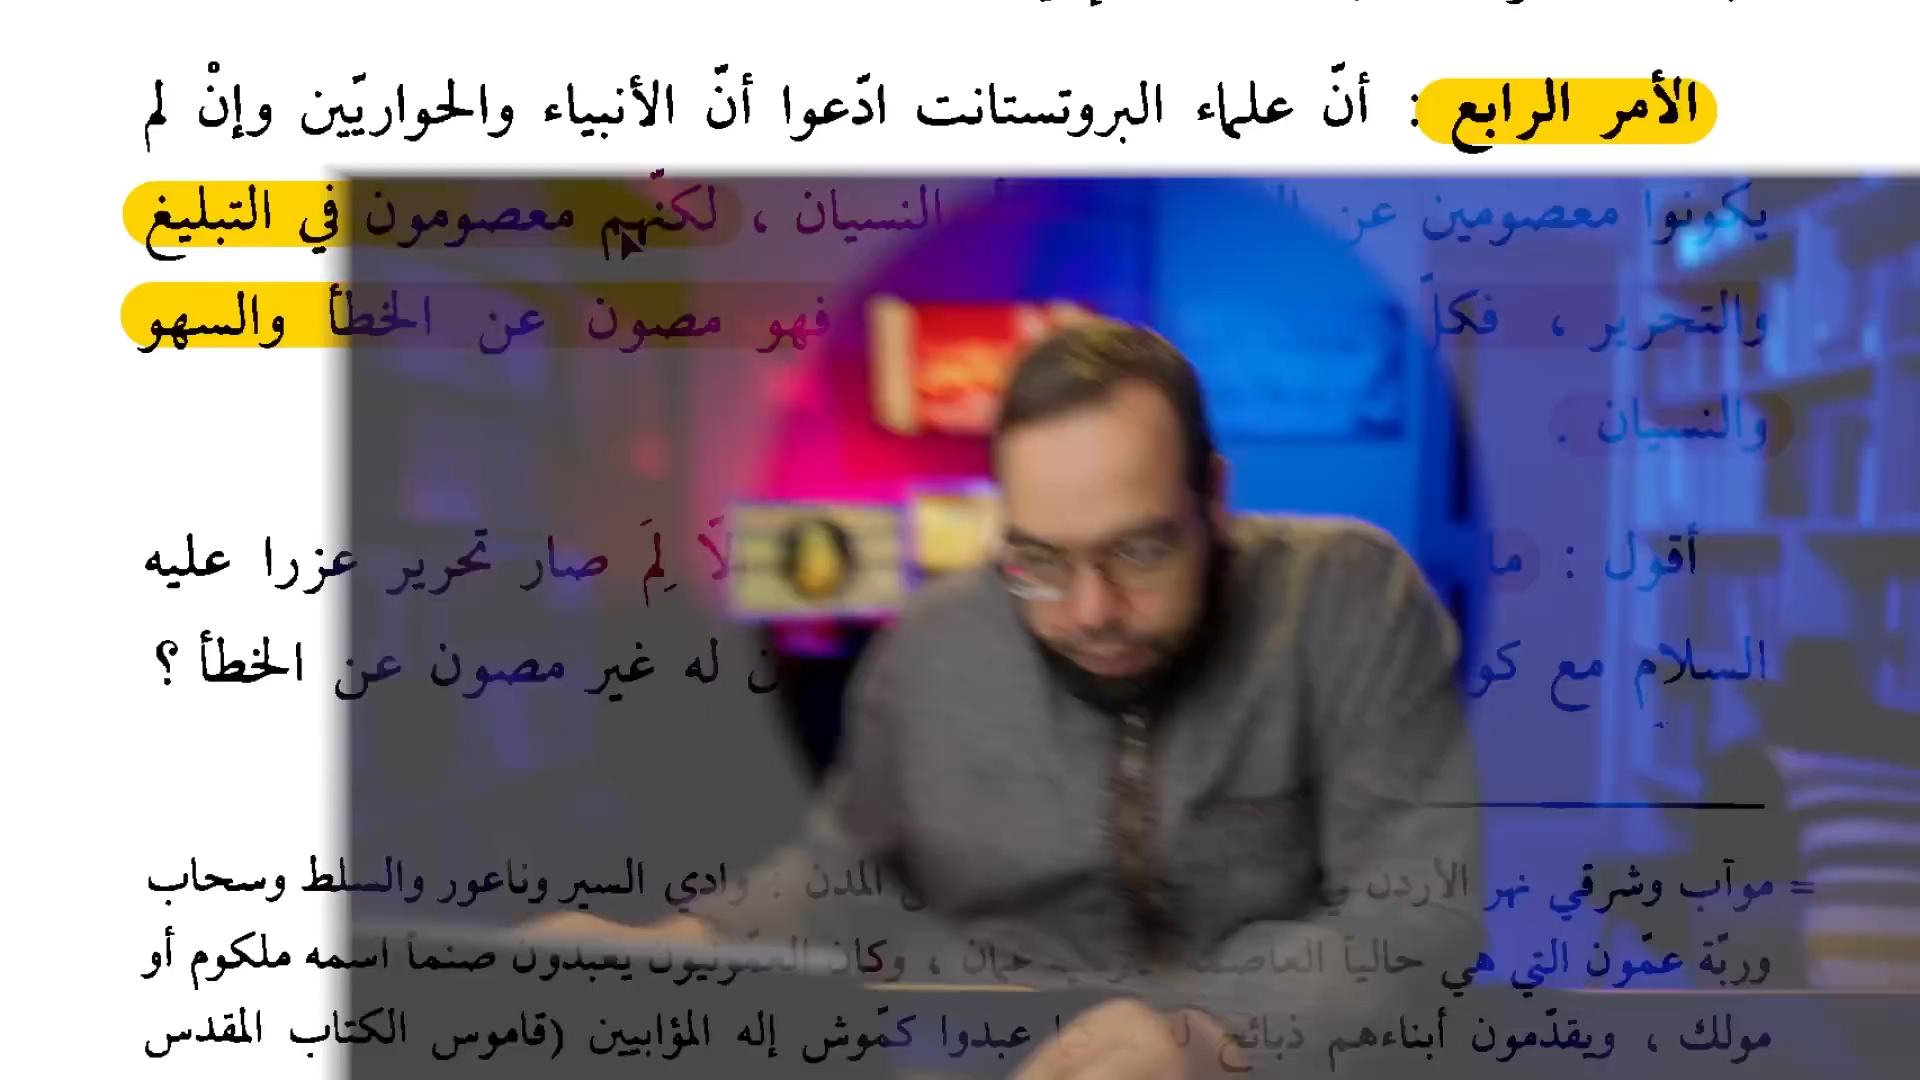 الأمر الرابع : أنّ علماء البروتستانت ادّعوا أنّ الأنبياء والحواريّين وإنْ لم
يكونوا معصومين عن النسيان ، لكنّهم معصومون في التبليغ
والتحرير ، فكلّ فهو مصون عن الخطأ والسهو
والنسيان .
أقول : لِمَ صار تحرير عزرا عليه
السلام مع له غير مصون عن الخطأ ؟
= موآب وشرقي نهر الأردن المدن : وادي السير وناعور والسلط وسحاب
وربّة عمّون التي هي حالياً العاصمة عمان ، وكان العمّونيون يعبدون صنماً اسمه ملكوم أو
مولك ، ويقدّمون أبناءهم ذبائح عبدوا كمّوش إله المؤابيين (قاموس الكتاب المقدس